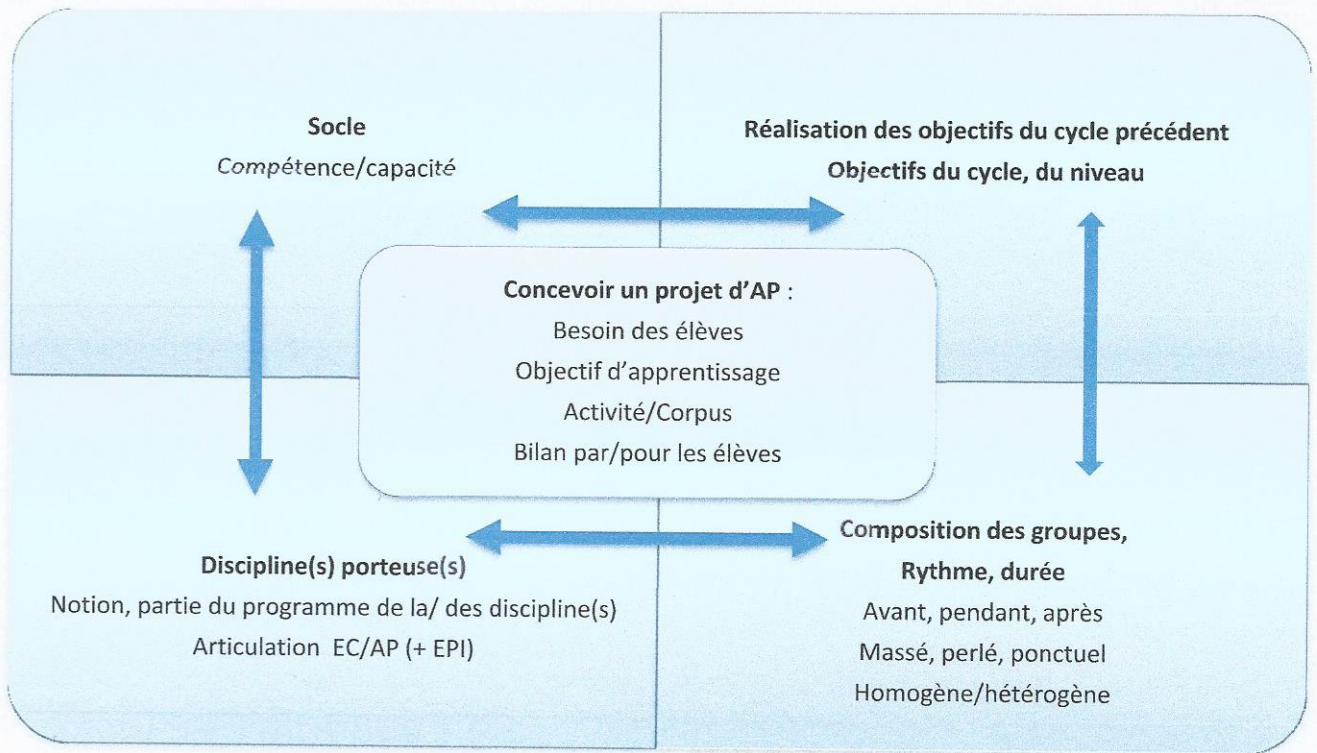 Socle
Compétence/capacité
Réalisation des objectifs du cycle précédent
Objectifs du cycle, du niveau
Concevoir un projet d'AP :
Besoin des élèves
Objectif d'apprentissage
Activité/Corpus
Bilan par/pour les élèves
Discipline(s) porteuse(s)
Notion, partie du programme de la/ des discipline(s)
Articulation EC/AP (+ EPI)
Composition des groupes,
Rythme, durée
Avant, pendant, après
Massé, perlé, ponctuel
Homogène/hétérogène